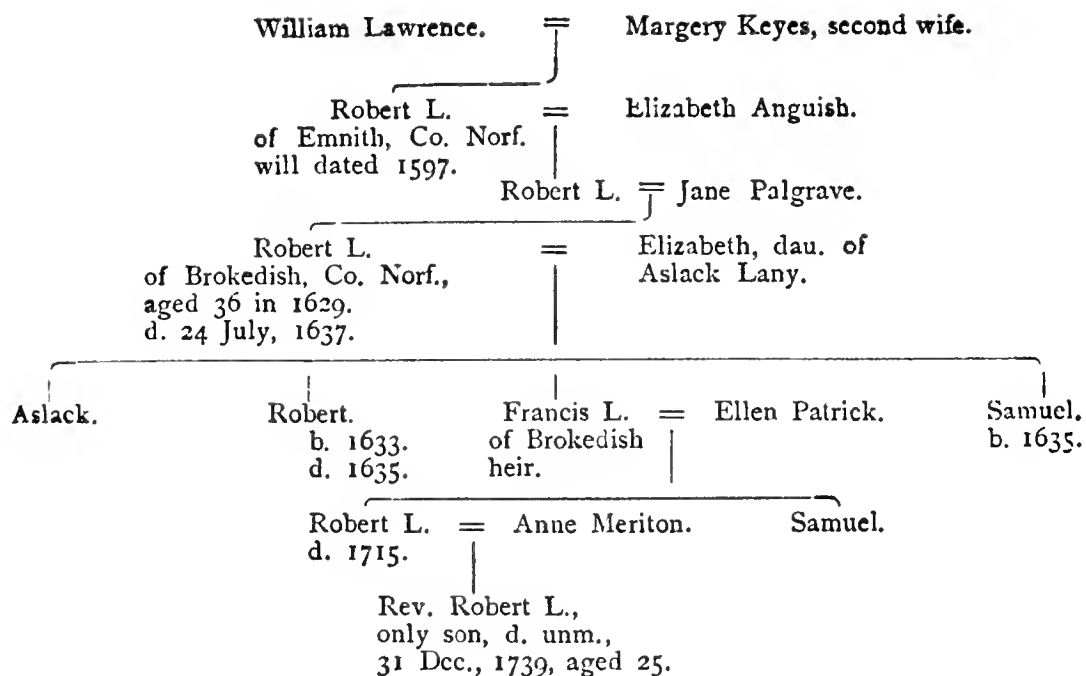 William Lawrence. = Margery Keyes, second wife.
Robert L. = Elizabeth Anguish.
of Emnith, Co. Norf.
will dated 1597.
Robert L. = Jane Palgrave.
Robert L. = Elizabeth, dau. of
of Brokedish, Co. Norf., Aslack Lany.
aged 36 in 1629.
d. 24 July, 1637.
Aslack. Robert. Francis L. = Ellen Patrick. Samuel.
b. 1633. of Brokedish b. 1635.
d. 1635. heir.
Robert L. = Anne Meriton. Samuel.
d. 1715.
Rev. Robert L.,
only son, d. unm.,
31 Dec., 1739, aged 25.